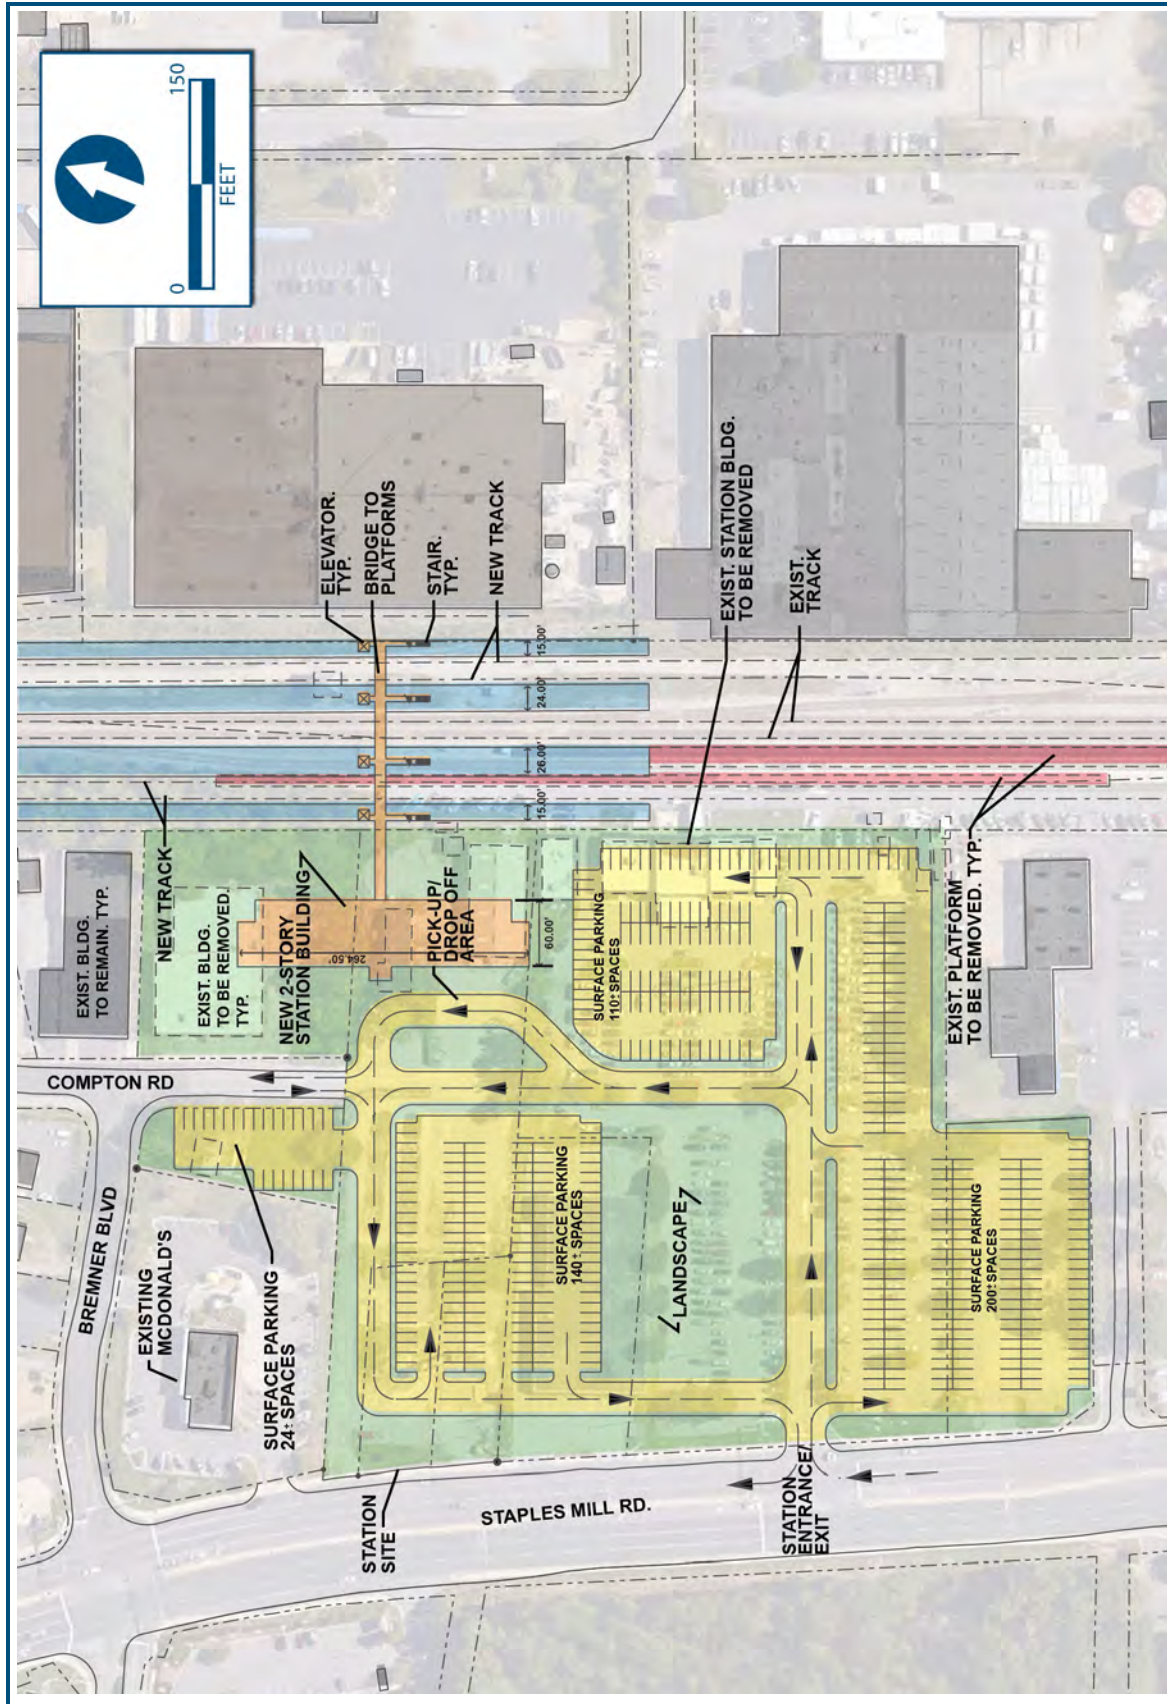 0
150
FEET
ELEVATOR.
TYP.
BRIDGE TO
PLATFORMS
STAIR.
TYP.
NEW TRACK
EXIST. STATION BLDG.
TO BE REMOVED
EXIST.
TRACK
15.00'
24.00'
26.00'
15.00'
EXIST. BLDG.
TO REMAIN. TYP.
NEW TRACK
EXIST. BLDG.
TO BE REMOVED.
TYP.
NEW 2-STORY
STATION BUILDING
264.50'
PICK-UP/
DROP OFF
AREA
60.00'
SURFACE PARKING
110± SPACES
EXIST. PLATFORM
TO BE REMOVED. TYP.
COMPTON RD
BREMNER BLVD
EXISTING
MCDONALD'S
SURFACE PARKING
24± SPACES
SURFACE PARKING
140± SPACES
LANDSCAPE
SURFACE PARKING
200± SPACES
STATION
SITE
STAPLES MILL RD.
STATION
ENTRANCE/
EXIT